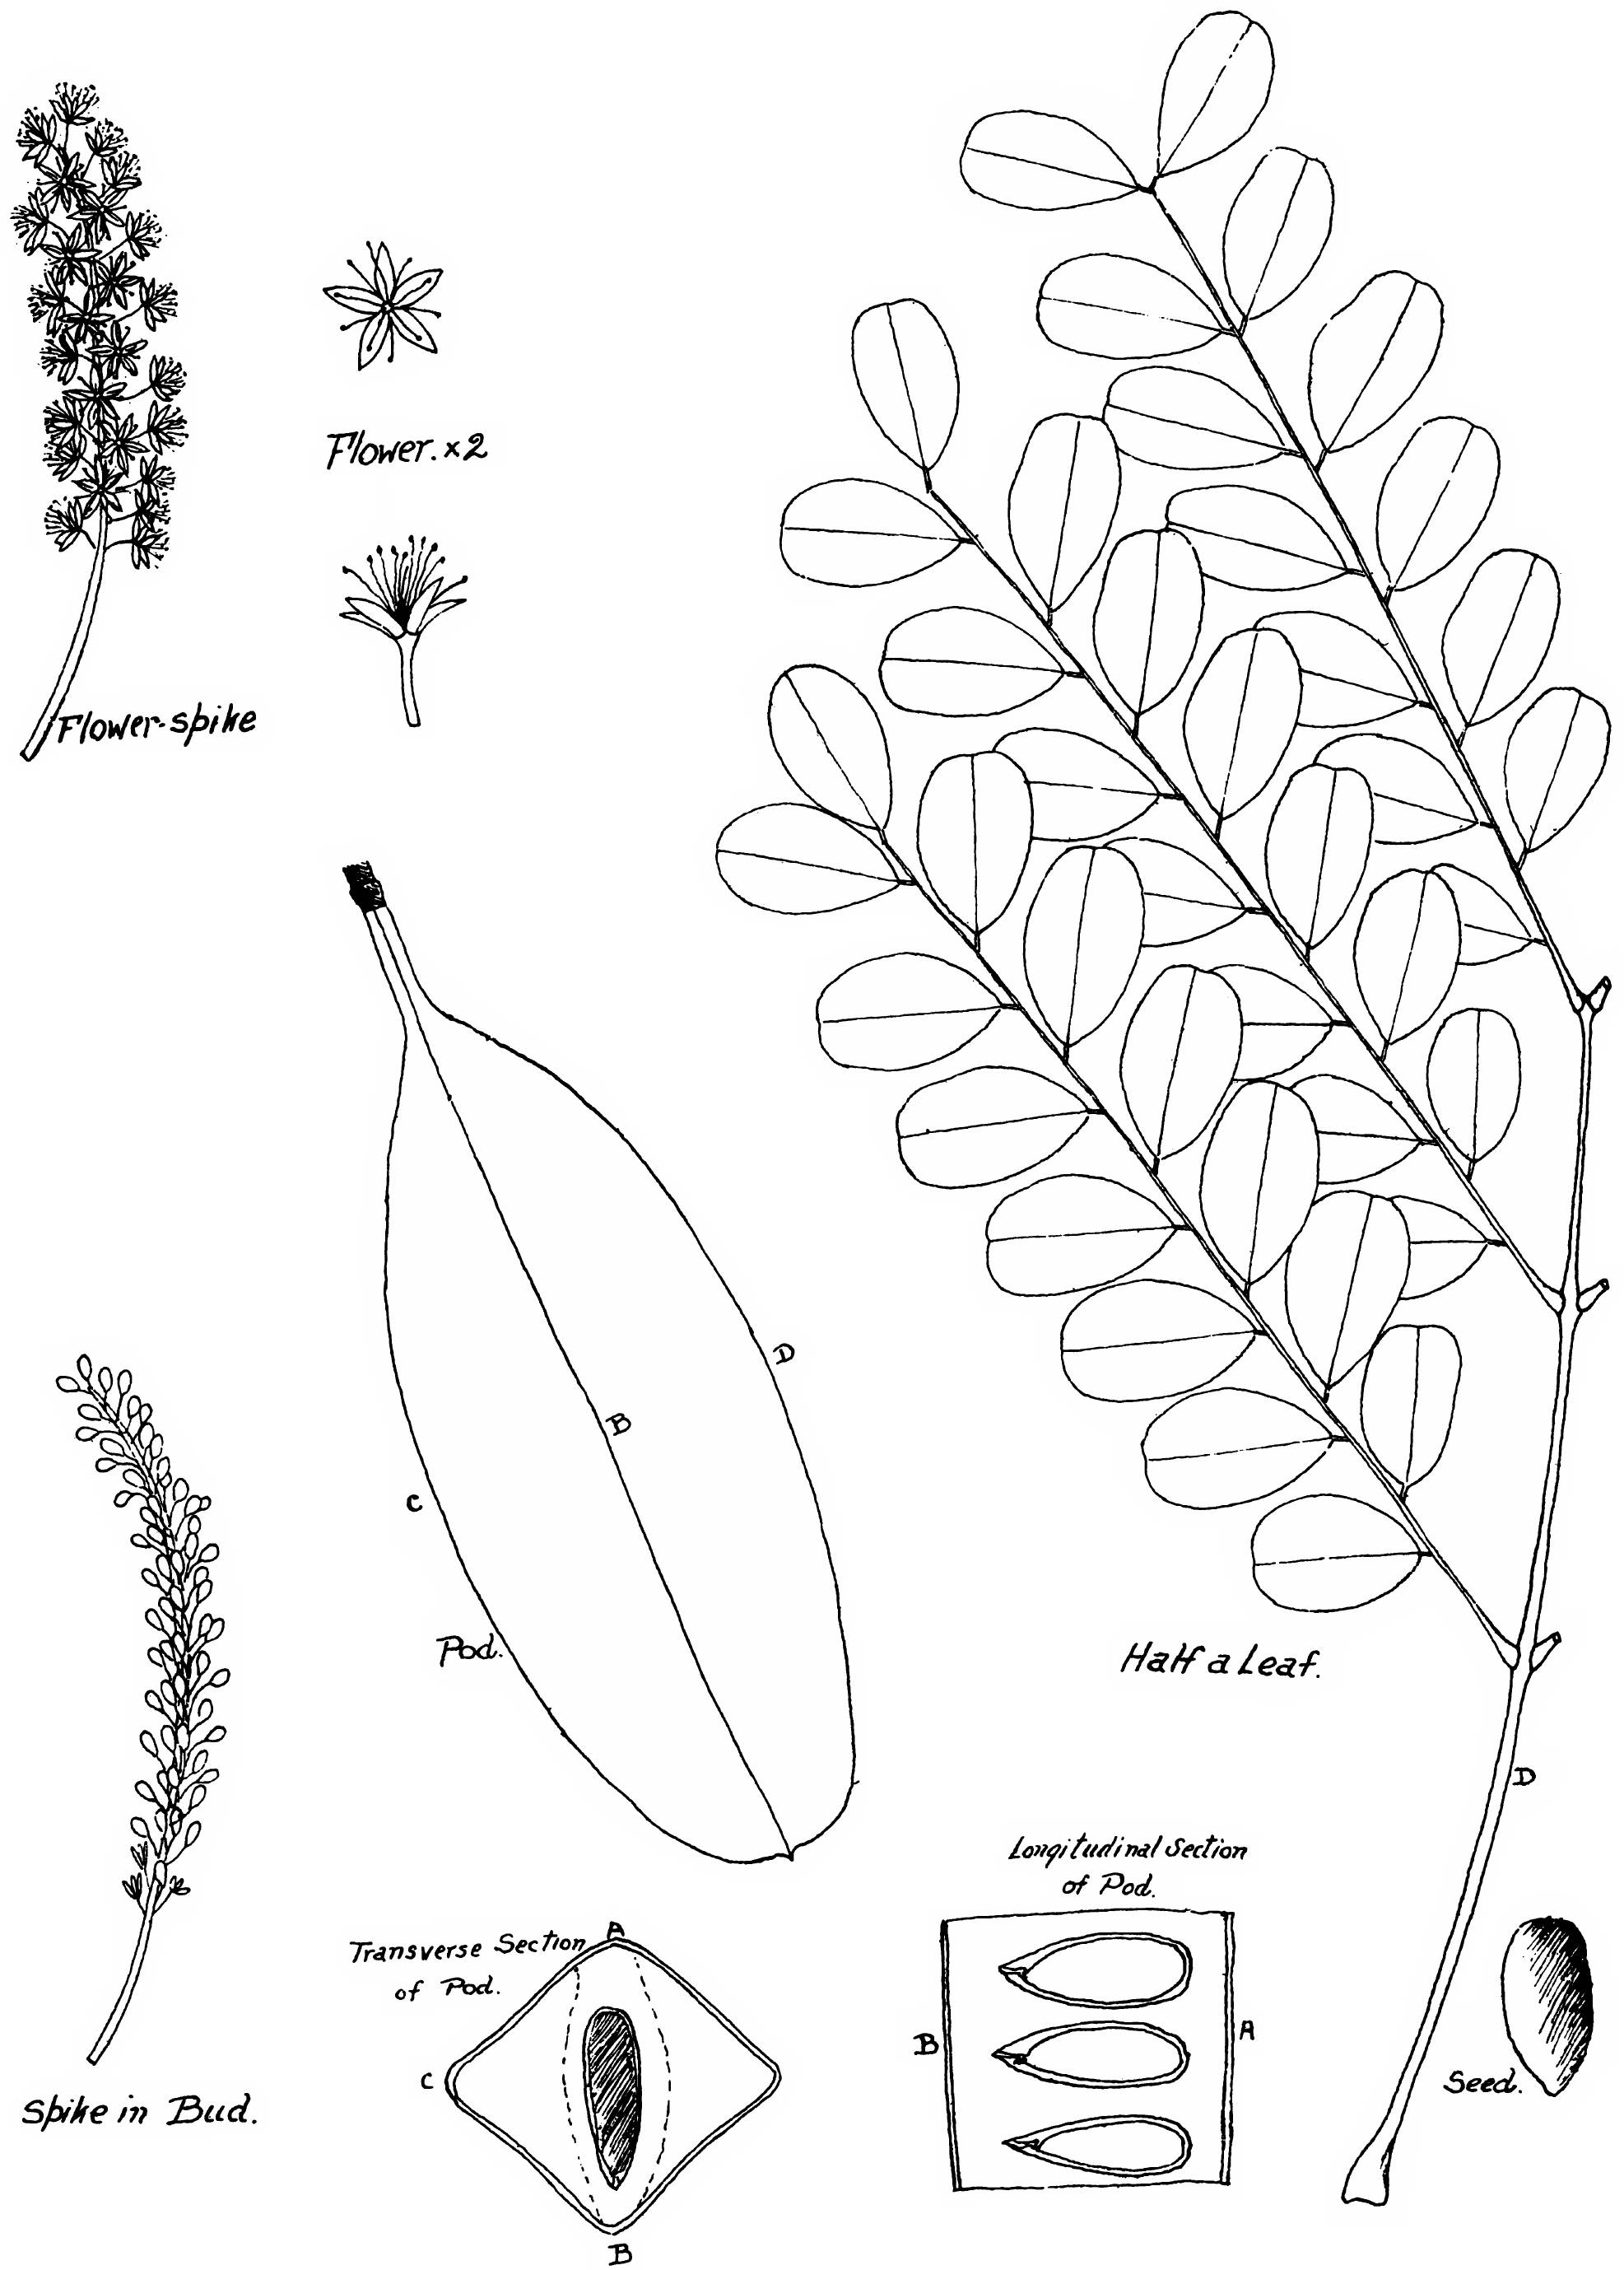 Flower. x2
Flower-spike
D
B
C
Pod.
Half a Leaf.
D
Longitudinal Section
of Pod.
B
A
Transverse Section
of Pod.
A
C
B
Seed.
Spike in Bud.